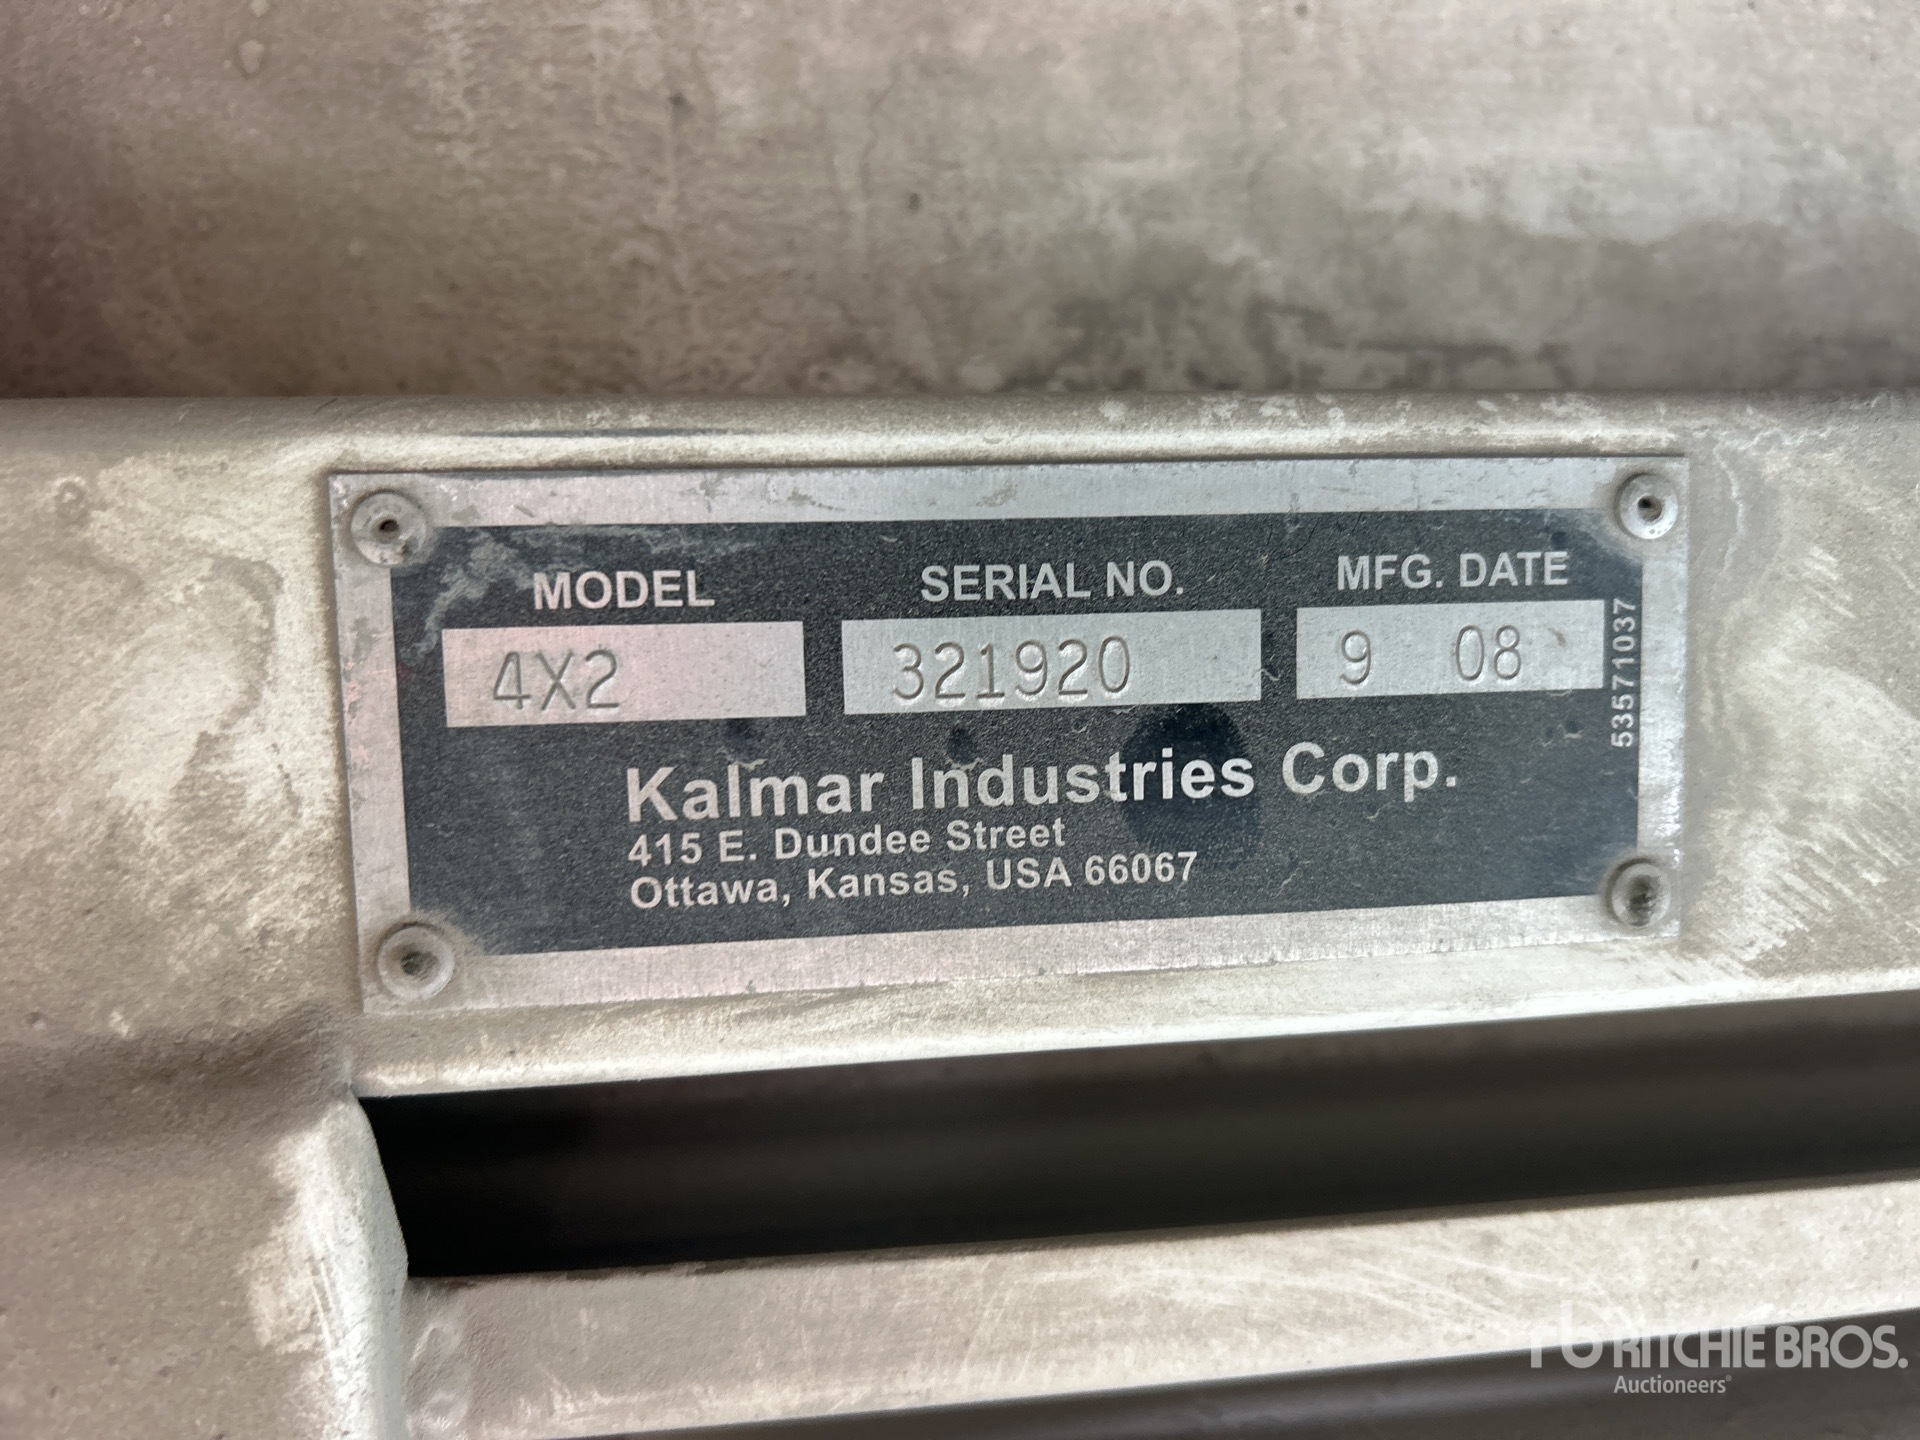 MODEL SERIAL NO. MFG. DATE
4X2 321920 9 08
53571037
Kalmar Industries Corp.
415 E. Dundee Street
Ottawa, Kansas, USA 66067
rb RITCHIE BROS.
Auctioneers